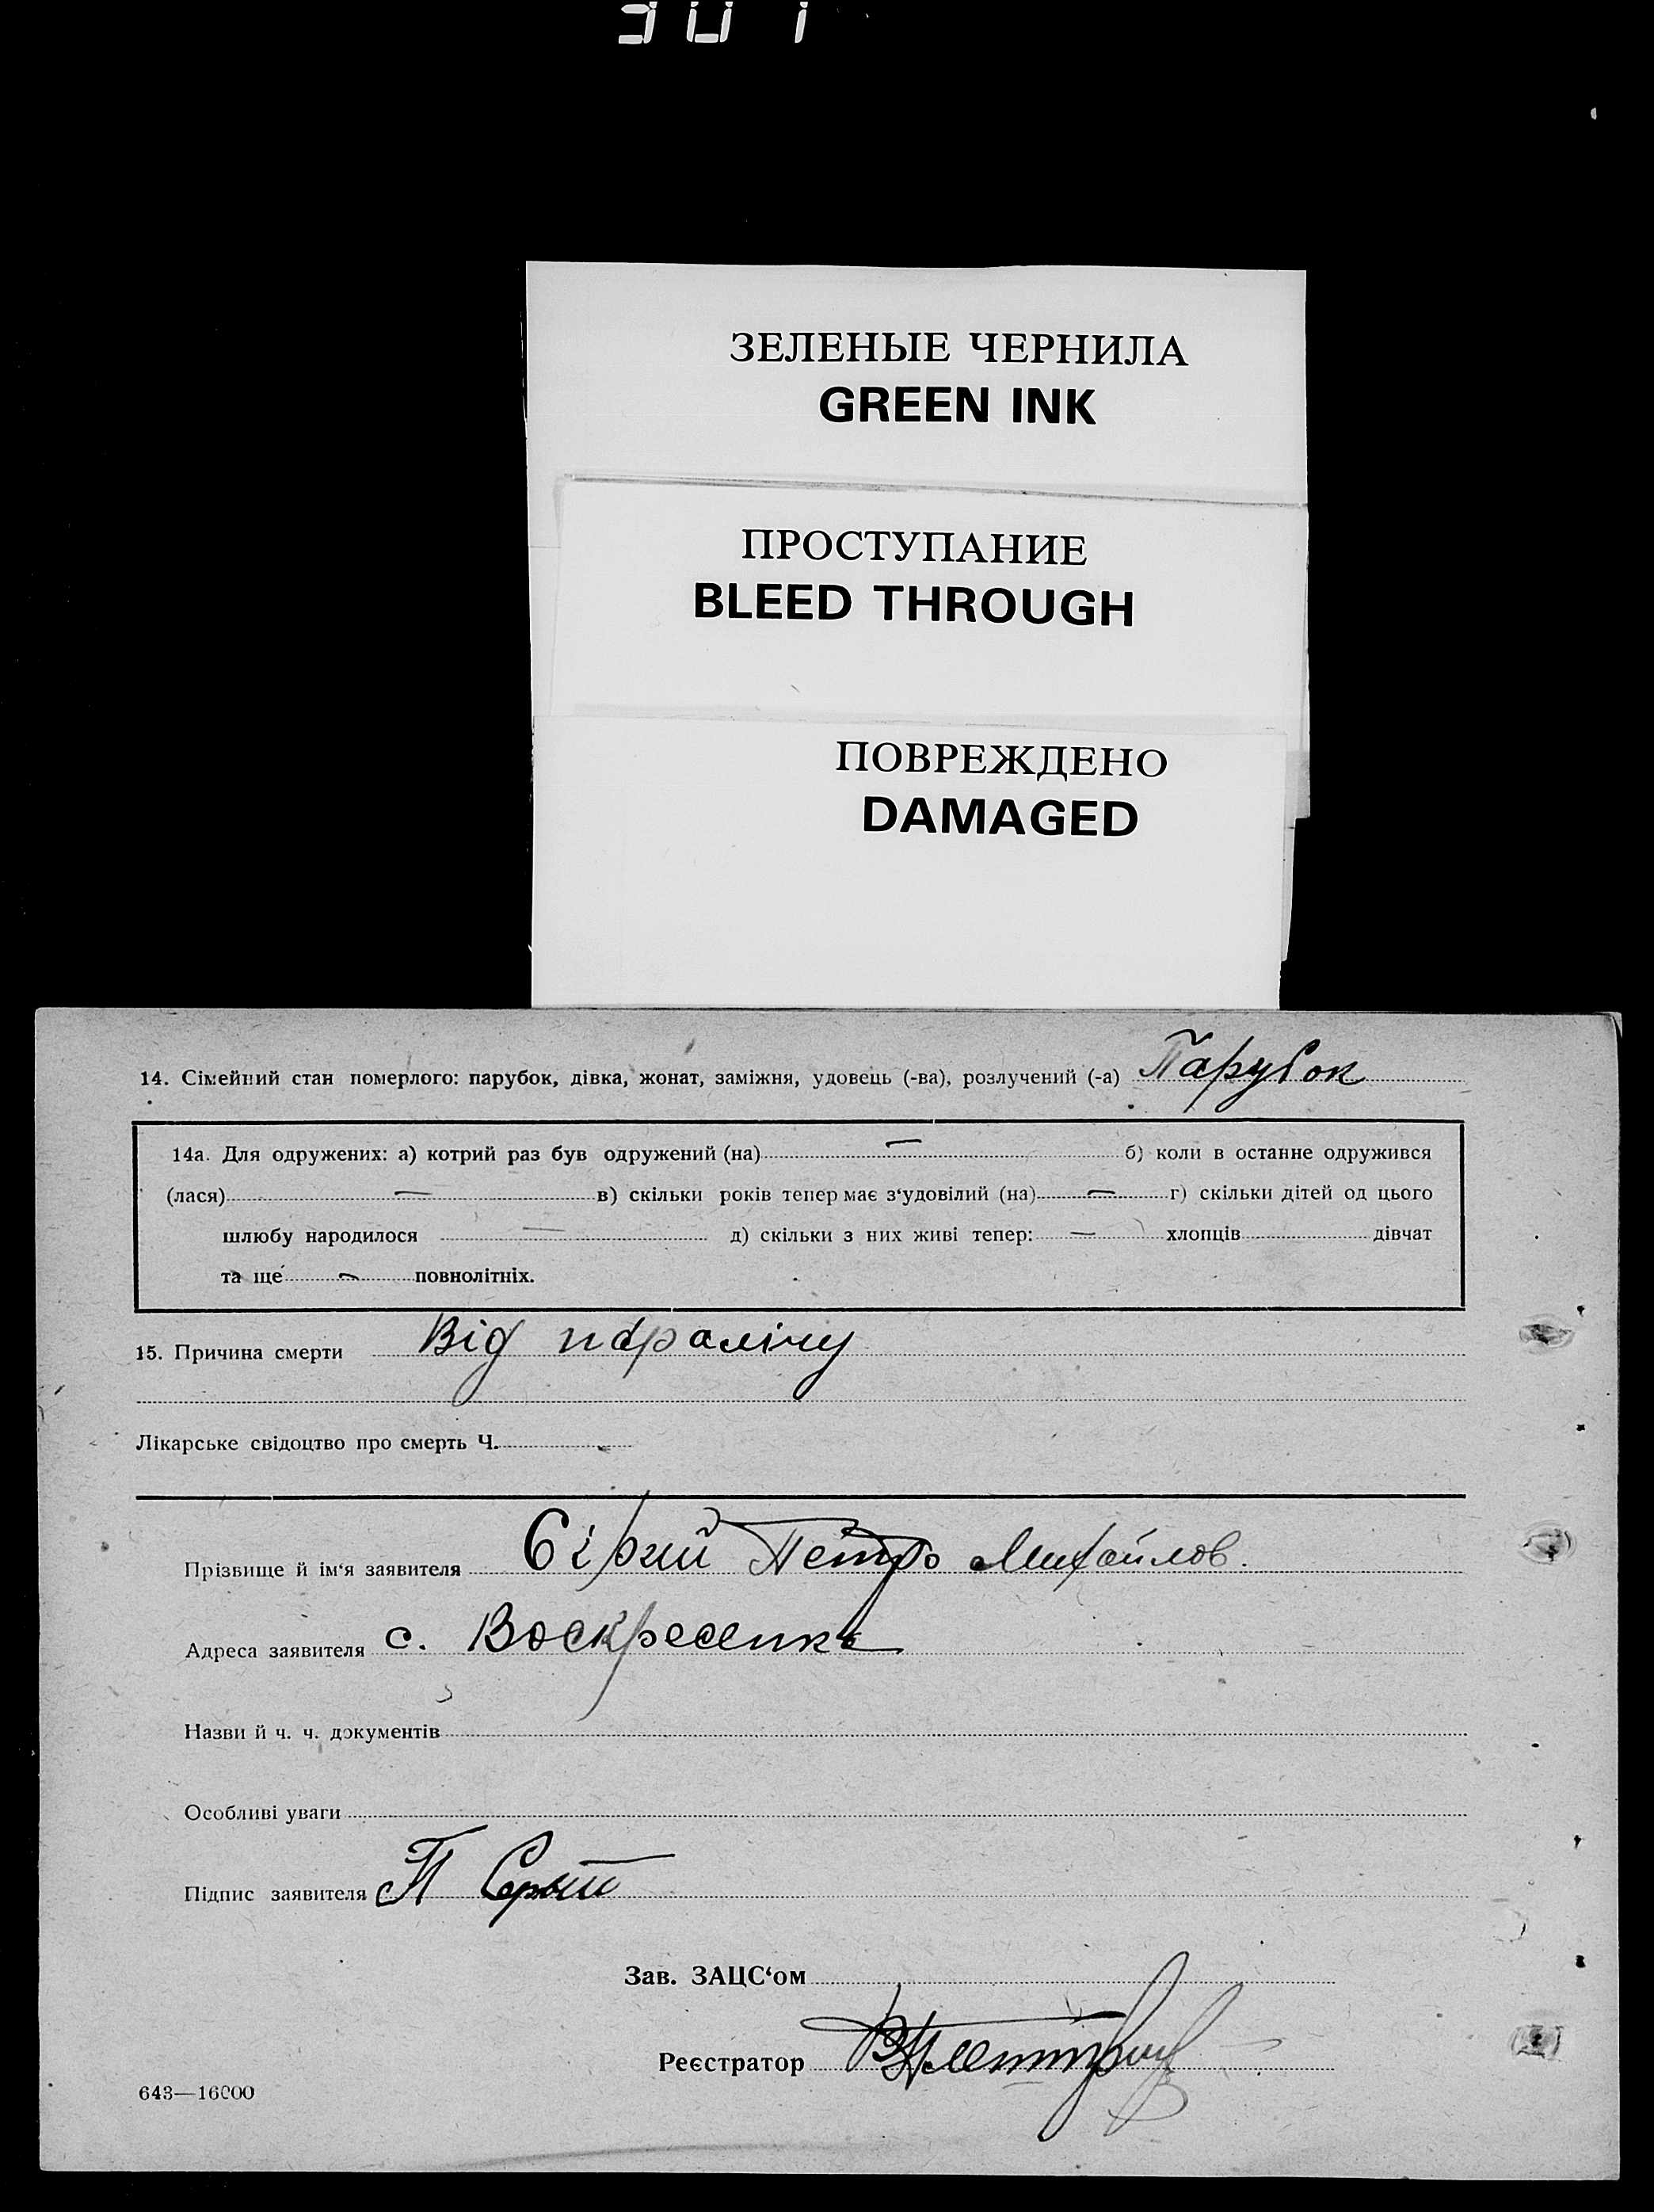 ЗЕЛЕНЫЕ ЧЕРНИЛА
GREEN INK
ПРОСТУПАНИЕ
BLEED THROUGH
ПОВРЕЖДЕНО
DAMAGED
14. Сімейний стан померлого: парубок, дівка, жонат, заміжня, удовець (-ва), розлучений (-а) Парубок
14а. Для одружених: а) котрий раз був одружений (на) — б) коли в останнє одружився
(лася) — в) скільки років тепер має з‘удовілий (на) — г) скільки дітей од цього
шлюбу народилося — д) скільки з них живі тепер: — хлопців дівчат
та ще — повнолітніх.
15. Причина смерти Від паралічу
Лікарське свідоцтво про смерть Ч.
Прізвище й ім‘я заявителя Сірий Петро Михайлов.
Адреса заявителя с. Воскресенка
Назви й ч. ч. документів
Особливі уваги
Підпис заявителя П Серый
Зав. ЗАЦС‘ом
Реєстратор
643—16000